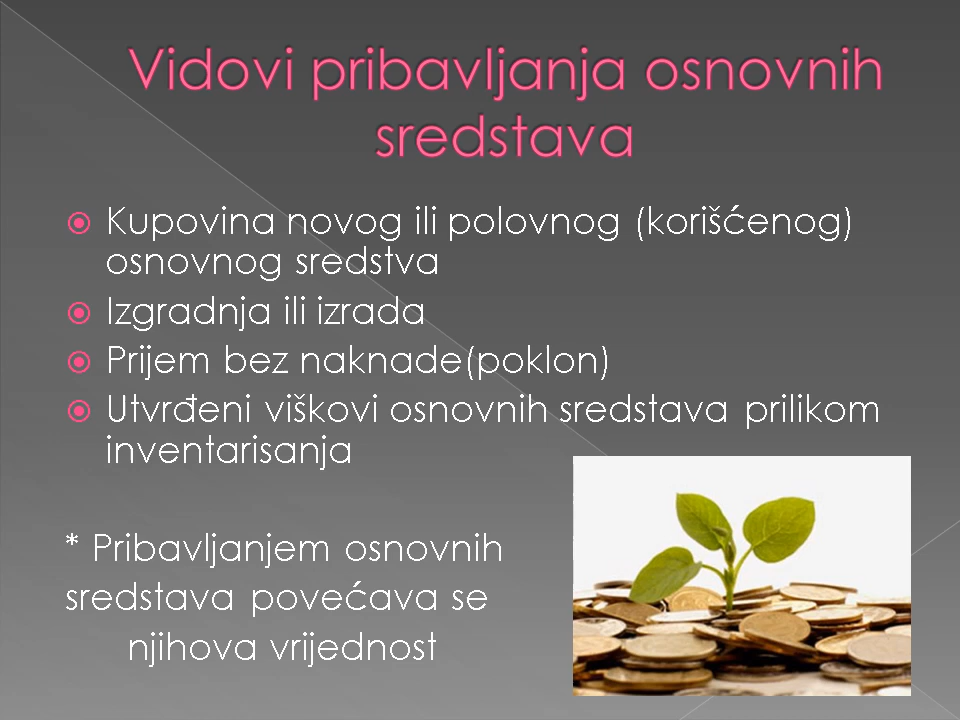 Vidovi pribavljanja osnovnih
sredstava
Kupovina novog ili polovnog (korišćenog)
osnovnog sredstva
Izgradnja ili izrada
Prijem bez naknade(poklon)
Utvrđeni viškovi osnovnih sredstava prilikom
inventarisanja
* Pribavljanjem osnovnih
sredstava povećava se
njihova vrijednost